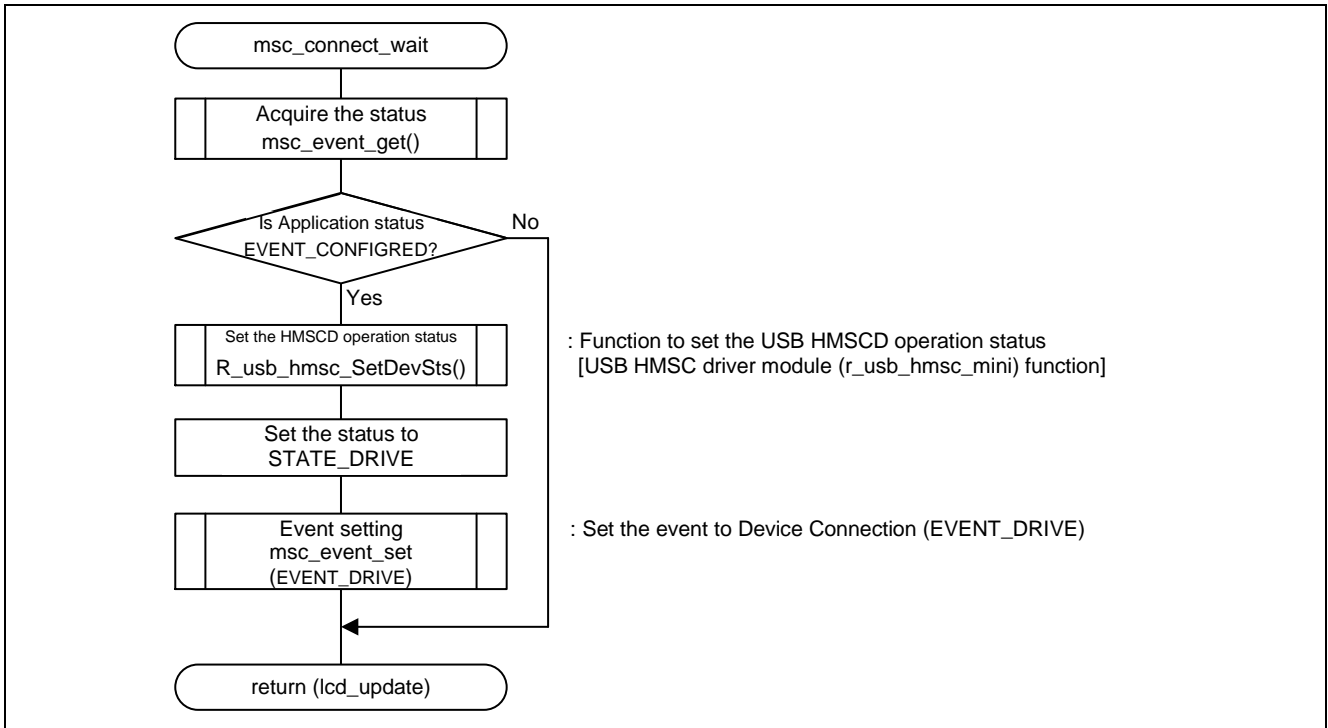 msc_connect_wait
Acquire the status
msc_event_get()
Is Application status
EVENT_CONFIGRED?
No
Yes
Set the HMSCD operation status
R_usb_hmsc_SetDevSts()
: Function to set the USB HMSCD operation status
[USB HMSC driver module (r_usb_hmsc_mini) function]
Set the status to
STATE_DRIVE
Event setting
msc_event_set
(EVENT_DRIVE)
: Set the event to Device Connection (EVENT_DRIVE)
return (lcd_update)